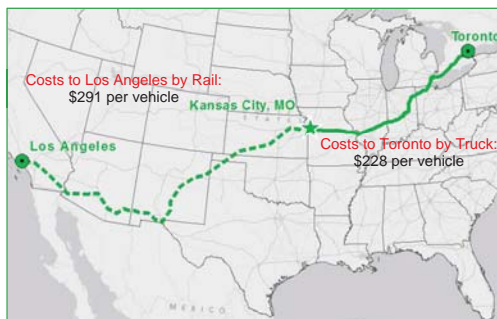 Toronto
Costs to Los Angeles by Rail:
$291 per vehicle
Kansas City, MO
STATES
Costs to Toronto by Truck:
$228 per vehicle
Los Angeles
MEXICO